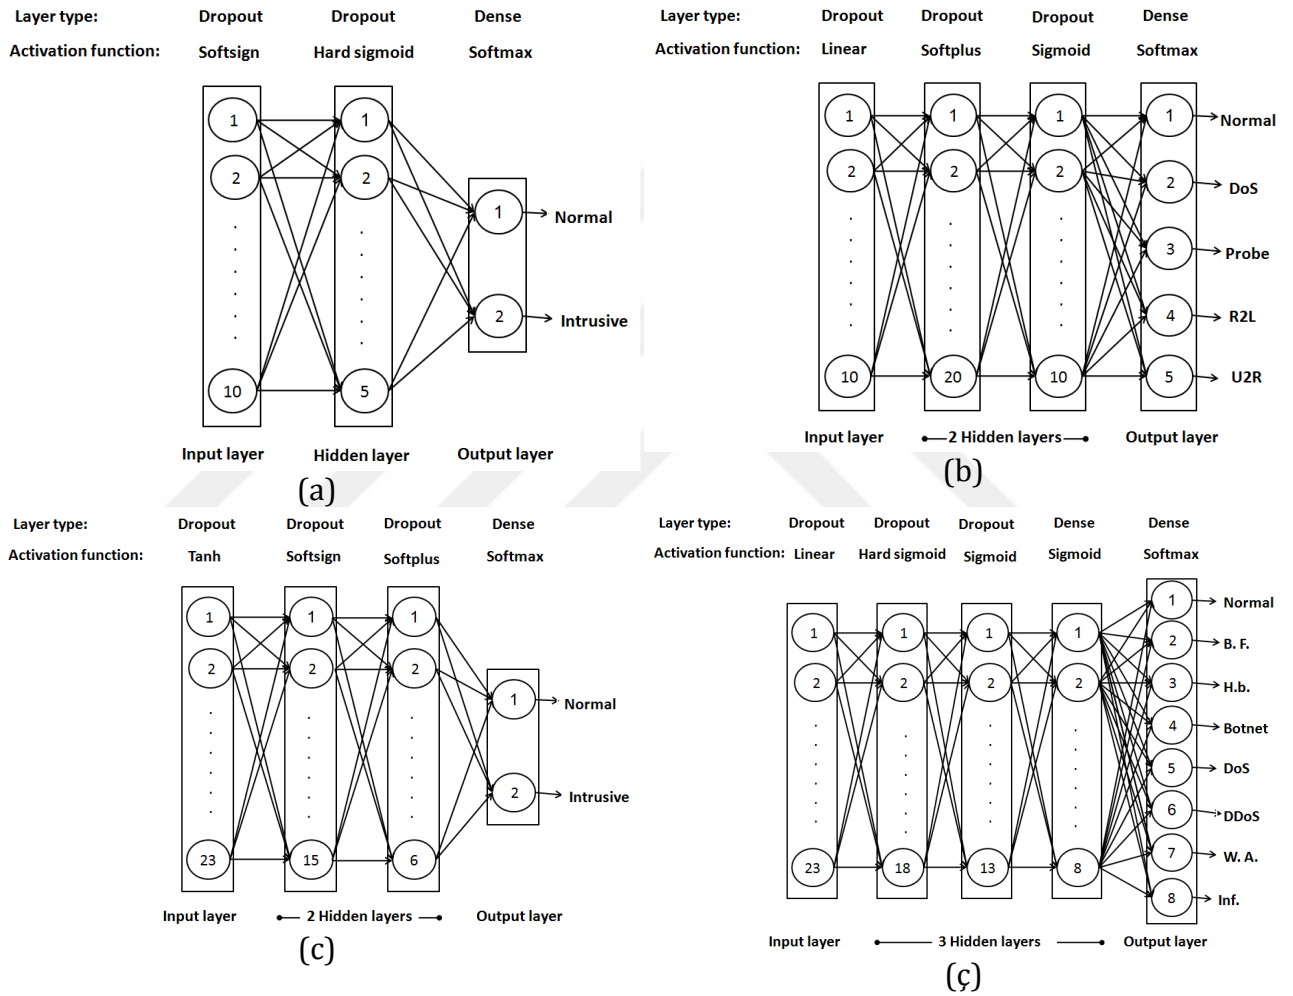 Layer type: Dropout Dropout Dense
Activation function: Softsign Hard sigmoid Softmax
1 1
2 2
1 Normal
2 Intrusive
10 5
Input layer Hidden layer Output layer
(a)
Layer type: Dropout Dropout Dropout Dense
Activation function: Linear Softplus Sigmoid Softmax
1 1 1 1 Normal
2 2 2 2 DoS
3 Probe
4 R2L
10 20 10 5 U2R
Input layer 2 Hidden layers Output layer
(b)
Layer type: Dropout Dropout Dropout Dense
Activation function: Tanh Softsign Softplus Softmax
1 1 1
2 2 2
1 Normal
2 Intrusive
23 15 6
Input layer 2 Hidden layers Output layer
(c)
Layer type: Dropout Dropout Dropout Dense Dense
Activation function: Linear Hard sigmoid Sigmoid Sigmoid Softmax
1 Normal
1 1 1 1
2 B. F.
2 2 2 2 3 H.b.
4 Botnet
5 DoS
6 DDoS
7 W. A.
23 18 13 8
8 Inf.
Input layer 3 Hidden layers Output layer
(ç)